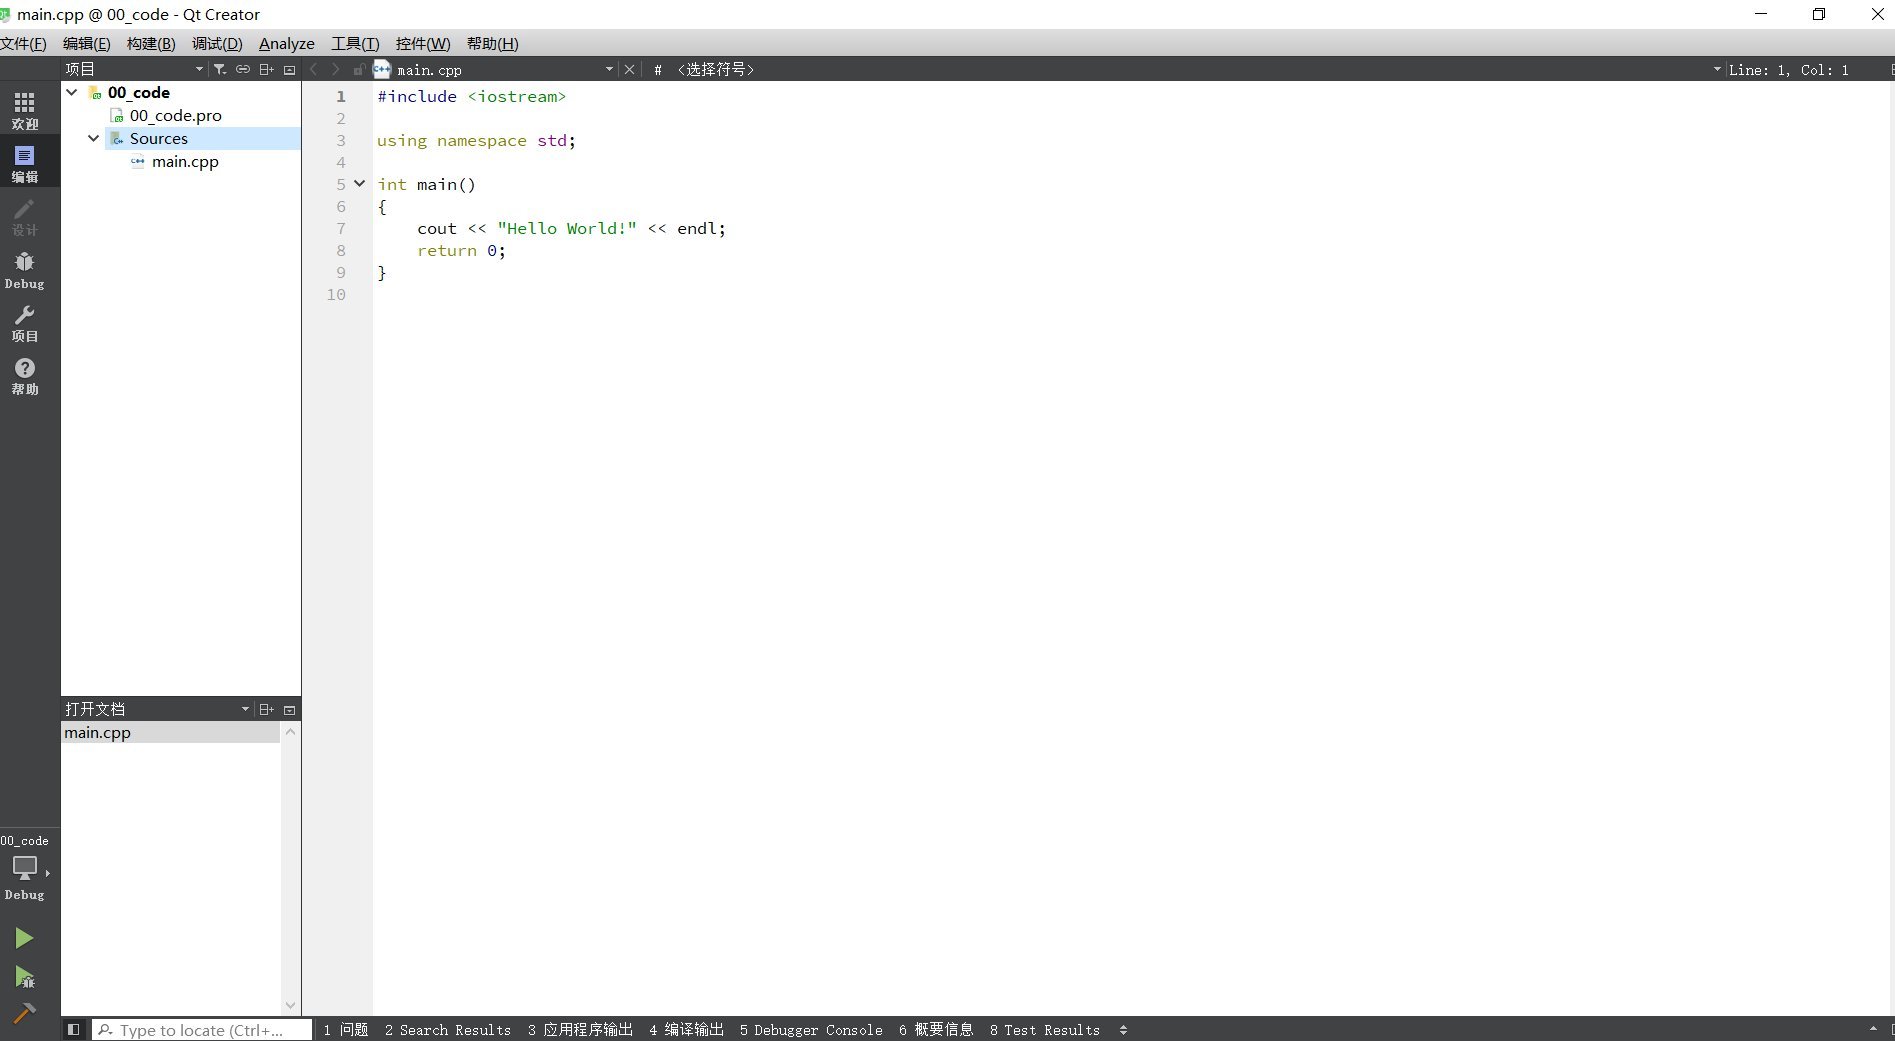 main.cpp @ 00_code - Qt Creator
文件(F) 编辑(E) 构建(B) 调试(D) Analyze 工具(T) 控件(W) 帮助(H)
项目
main.cpp
# <选择符号>
Line: 1, Col: 1
欢迎
编辑
设计
Debug
项目
帮助
00_code
00_code.pro
Sources
main.cpp
1 #include <iostream>
2
3 using namespace std;
4
5 int main()
6 {
7 cout << "Hello World!" << endl;
8 return 0;
9 }
10
打开文档
main.cpp
00_code
Debug
Type to locate (Ctrl+...
1 问题 2 Search Results 3 应用程序输出 4 编译输出 5 Debugger Console 6 概要信息 8 Test Results